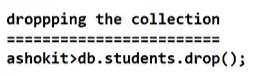 droppping the collection
========================
ashokit>db.students.drop();